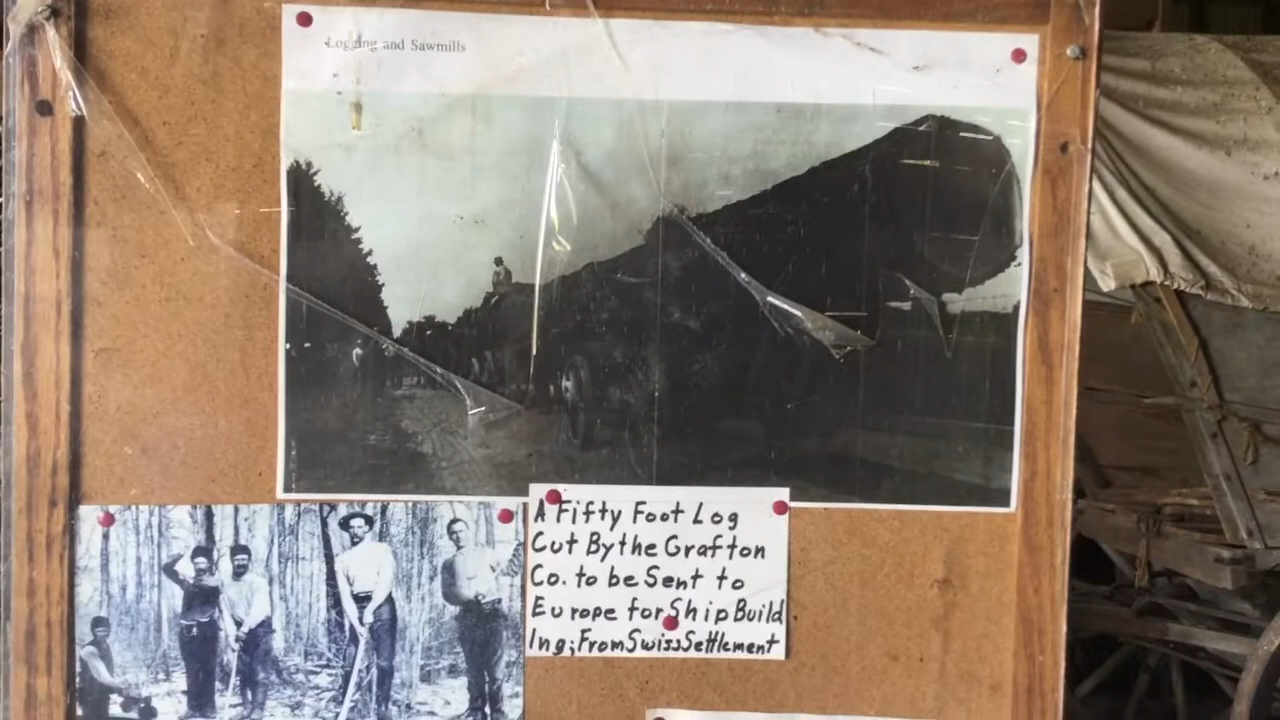 Logging and Sawmills
A Fifty Foot Log
Cut By the Grafton
Co. to be Sent to
Europe for Ship Build
Ing; From Swiss Settlement